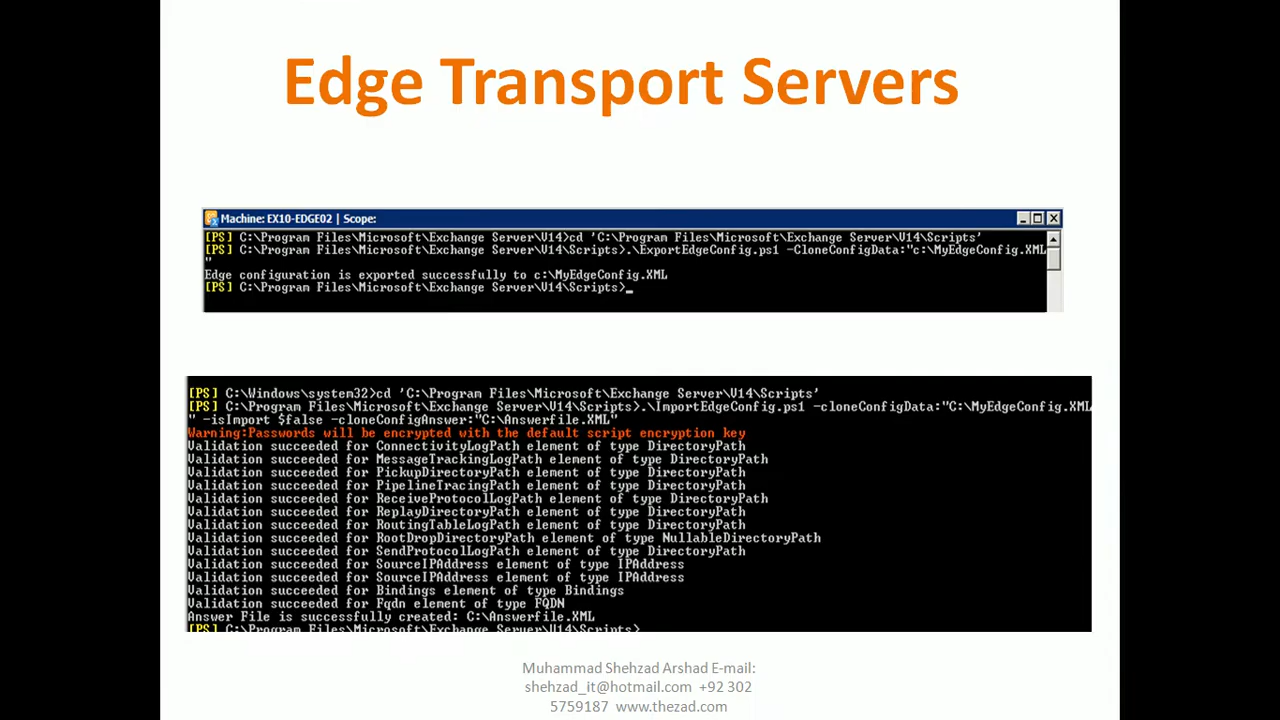 Edge Transport Servers
Machine: EX10-EDGE02 | Scope:
[PS] C:\Program Files\Microsoft\Exchange Server\V14>cd 'C:\Program Files\Microsoft\Exchange Server\V14\Scripts'
[PS] C:\Program Files\Microsoft\Exchange Server\V14\Scripts>.\ExportEdgeConfig.ps1 -CloneConfigData:"c:\MyEdgeConfig.XML
"
Edge configuration is exported successfully to c:\MyEdgeConfig.XML
[PS] C:\Program Files\Microsoft\Exchange Server\V14\Scripts>_
[PS] C:\Windows\system32>cd 'C:\Program Files\Microsoft\Exchange Server\V14\Scripts'
[PS] C:\Program Files\Microsoft\Exchange Server\V14\Scripts>.\ImportEdgeConfig.ps1 -cloneConfigData:"C:\MyEdgeConfig.XML
" -isImport $false -cloneConfigAnswer:"C:\Answerfile.XML"
Warning:Passwords will be encrypted with the default script encryption key
Validation succeeded for ConnectivityLogPath element of type DirectoryPath
Validation succeeded for MessageTrackingLogPath element of type DirectoryPath
Validation succeeded for PickupDirectoryPath element of type DirectoryPath
Validation succeeded for PipelineTracingPath element of type DirectoryPath
Validation succeeded for ReceiveProtocolLogPath element of type DirectoryPath
Validation succeeded for ReplayDirectoryPath element of type DirectoryPath
Validation succeeded for RoutingTableLogPath element of type DirectoryPath
Validation succeeded for RootDropDirectoryPath element of type NullableDirectoryPath
Validation succeeded for SendProtocolLogPath element of type DirectoryPath
Validation succeeded for SourceIPAddress element of type IPAddress
Validation succeeded for SourceIPAddress element of type IPAddress
Validation succeeded for Bindings element of type Bindings
Validation succeeded for Fqdn element of type FQDN
Answer File is successfully created: C:\Answerfile.XML
[PS] C:\Program Files\Microsoft\Exchange Server\V14\Scripts>
Muhammad Shehzad Arshad E-mail:
shehzad_it@hotmail.com +92 302
5759187 www.thezad.com